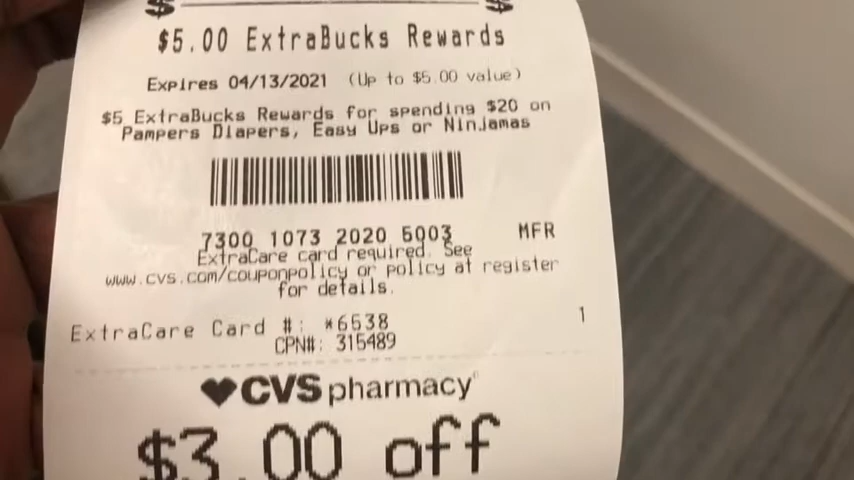 $ $
$5.00 ExtraBucks Rewards
Expires 04/13/2021 (Up to $5.00 value)
$5 ExtraBucks Rewards for spending $20 on
Pampers Diapers, Easy Ups or Ninjamas
7300 1073 2020 5003 MFR
ExtraCare card required. See
www.cvs.com/couponpolicy or policy at register
for details.
ExtraCare Card #: *6538 1
CPN#: 315489
CVS pharmacy
$3.00 off